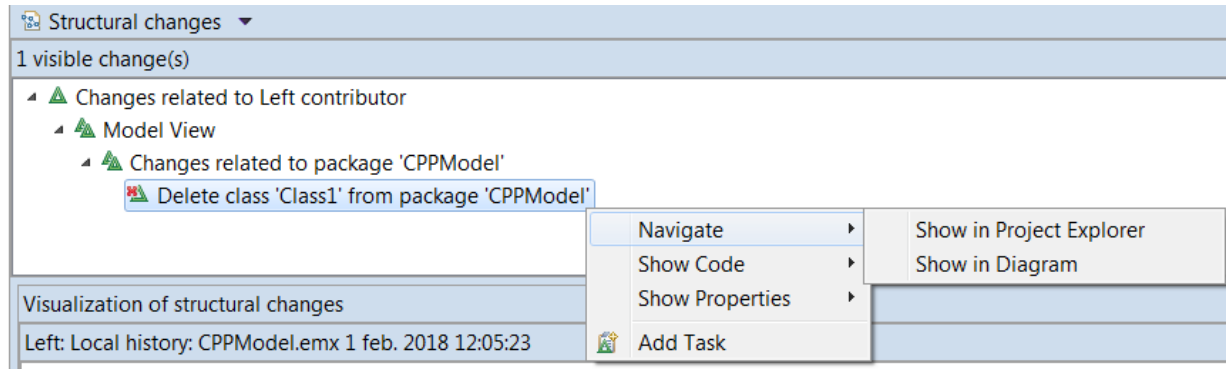 Structural changes
1 visible change(s)
Changes related to Left contributor
Model View
Changes related to package 'CPPModel'
Delete class 'Class1' from package 'CPPModel'
Navigate
Show in Project Explorer
Show Code
Show in Diagram
Show Properties
Visualization of structural changes
Left: Local history: CPPModel.emx 1 feb. 2018 12:05:23
Add Task